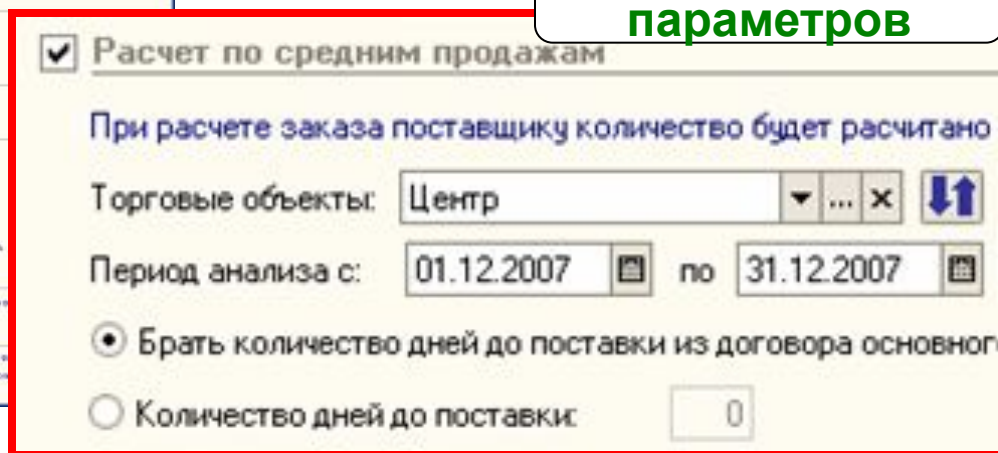 параметров
Расчет по средним продажам
При расчете заказа поставщику количество будет расчитано
Торговые объекты: Центр ...
Период анализа с: 01.12.2007 по 31.12.2007
Брать количество дней до поставки из договора основного
Количество дней до поставки: 0